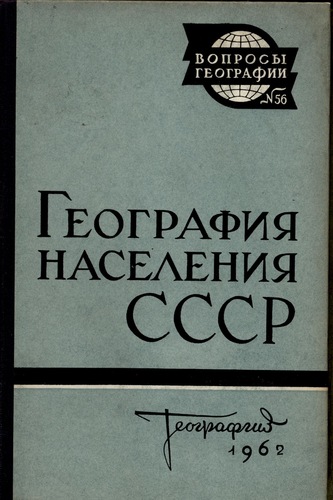 ВОПРОСЫ
ГЕОГРАФИИ
№56
ГЕОГРАФИЯ
НАСЕЛЕНИЯ
СССР
Географгиз
1962